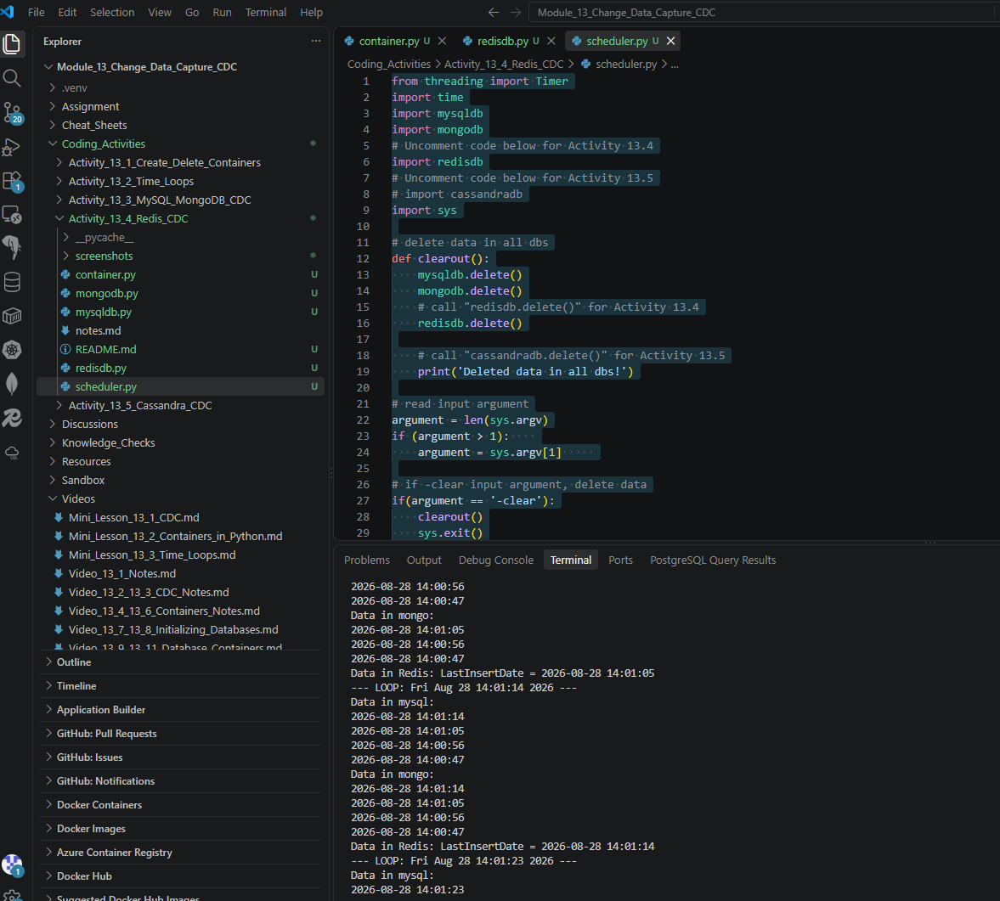 File Edit Selection View Go Run Terminal Help
Module_13_Change_Data_Capture_CDC
Explorer
Module_13_Change_Data_Capture_CDC
.venv
Assignment
Cheat_Sheets
Coding_Activities
Activity_13_1_Create_Delete_Containers
Activity_13_2_Time_Loops
Activity_13_3_MySQL_MongoDB_CDC
Activity_13_4_Redis_CDC
__pycache__
screenshots
container.py U
mongodb.py U
mysqldb.py U
notes.md
README.md U
redisdb.py U
scheduler.py U
Activity_13_5_Cassandra_CDC
Discussions
Knowledge_Checks
Resources
Sandbox
Videos
Mini_Lesson_13_1_CDC.md
Mini_Lesson_13_2_Containers_in_Python.md
Mini_Lesson_13_3_Time_Loops.md
Video_13_1_Notes.md
Video_13_2_13_3_CDC_Notes.md
Video_13_4_13_6_Containers_Notes.md
Video_13_7_13_8_Initializing_Databases.md
Video_13_9_13_11_Database_Containers.md
Outline
Timeline
Application Builder
GitHub: Pull Requests
GitHub: Issues
GitHub: Notifications
Docker Containers
Docker Images
Azure Container Registry
Docker Hub
Suggested Docker Hub Images
20
1
1
container.py U
redisdb.py U
scheduler.py U
Coding_Activities > Activity_13_4_Redis_CDC > scheduler.py > ...
1 from threading import Timer
2 import time
3 import mysqldb
4 import mongodb
5 # Uncomment code below for Activity 13.4
6 import redisdb
7 # Uncomment code below for Activity 13.5
8 # import cassandradb
9 import sys
10
11 # delete data in all dbs
12 def clearout():
13 mysqldb.delete()
14 mongodb.delete()
15 # call "redisdb.delete()" for Activity 13.4
16 redisdb.delete()
17
18 # call "cassandradb.delete()" for Activity 13.5
19 print('Deleted data in all dbs!')
20
21 # read input argument
22 argument = len(sys.argv)
23 if (argument > 1):
24 argument = sys.argv[1]
25
26 # if -clear input argument, delete data
27 if(argument == '-clear'):
28 clearout()
29 sys.exit()
Problems Output Debug Console Terminal Ports PostgreSQL Query Results
2026-08-28 14:00:56
2026-08-28 14:00:47
Data in mongo:
2026-08-28 14:01:05
2026-08-28 14:00:56
2026-08-28 14:00:47
Data in Redis: LastInsertDate = 2026-08-28 14:01:05
--- LOOP: Fri Aug 28 14:01:14 2026 ---
Data in mysql:
2026-08-28 14:01:14
2026-08-28 14:01:05
2026-08-28 14:00:56
2026-08-28 14:00:47
Data in mongo:
2026-08-28 14:01:14
2026-08-28 14:01:05
2026-08-28 14:00:56
2026-08-28 14:00:47
Data in Redis: LastInsertDate = 2026-08-28 14:01:14
--- LOOP: Fri Aug 28 14:01:23 2026 ---
Data in mysql:
2026-08-28 14:01:23